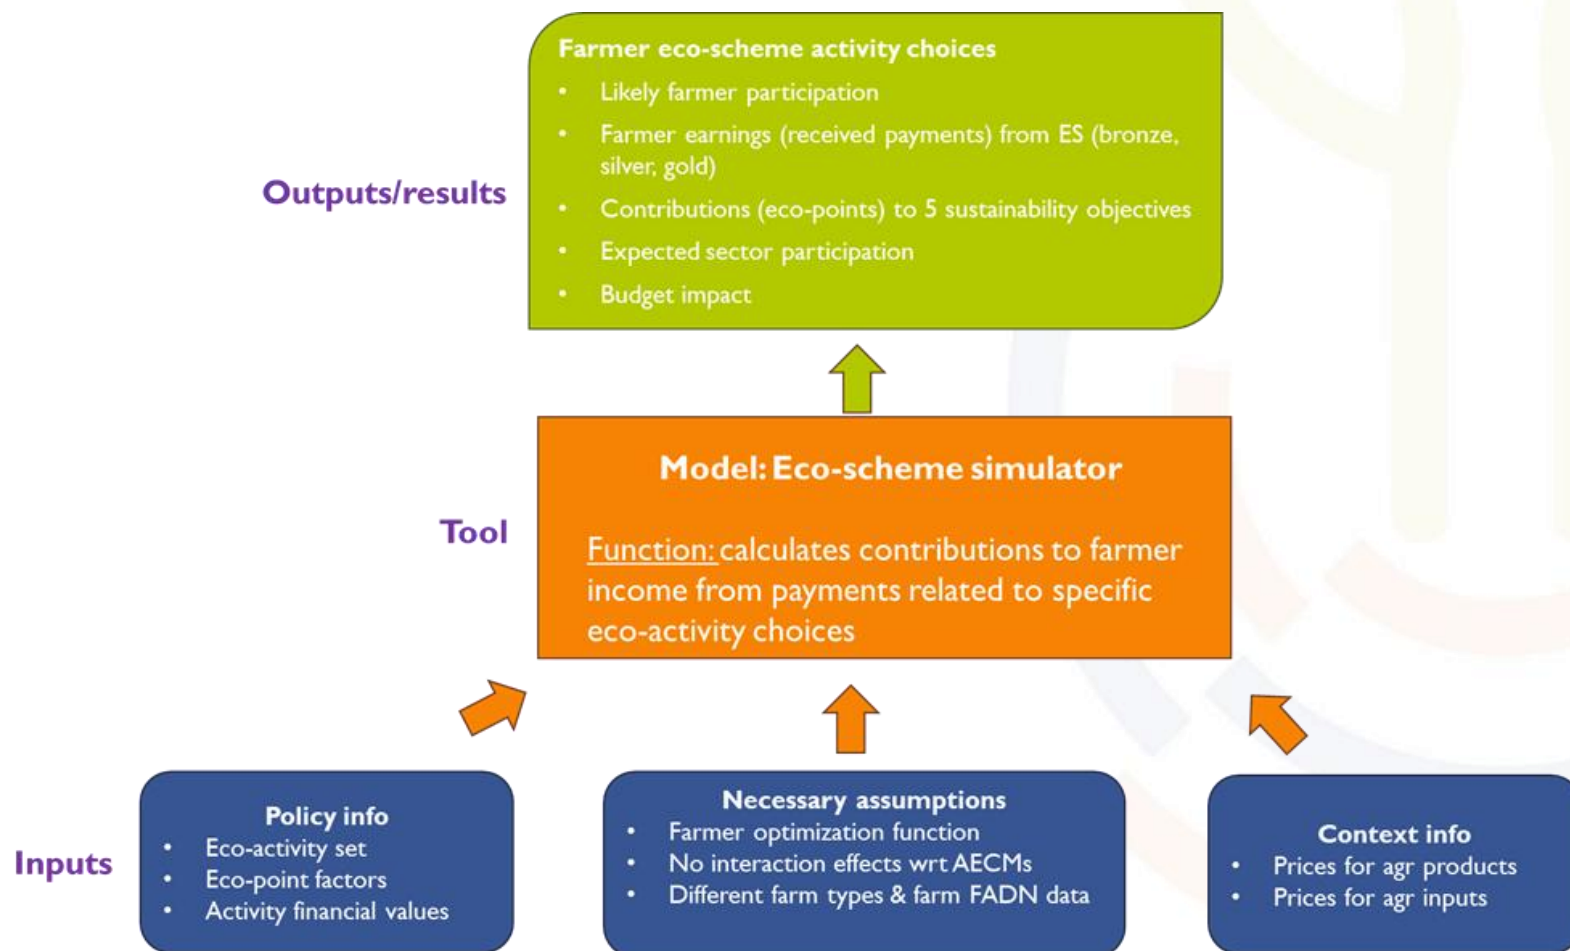 Farmer eco-scheme activity choices
• Likely farmer participation
• Farmer earnings (received payments) from ES (bronze,
silver, gold)
• Contributions (eco-points) to 5 sustainability objectives
• Expected sector participation
• Budget impact
Outputs/results
Model: Eco-scheme simulator
Tool
Function: calculates contributions to farmer
income from payments related to specific
eco-activity choices
Inputs
Policy info
• Eco-activity set
• Eco-point factors
• Activity financial values
Necessary assumptions
• Farmer optimization function
• No interaction effects wrt AECMs
• Different farm types & farm FADN data
Context info
• Prices for agr products
• Prices for agr inputs